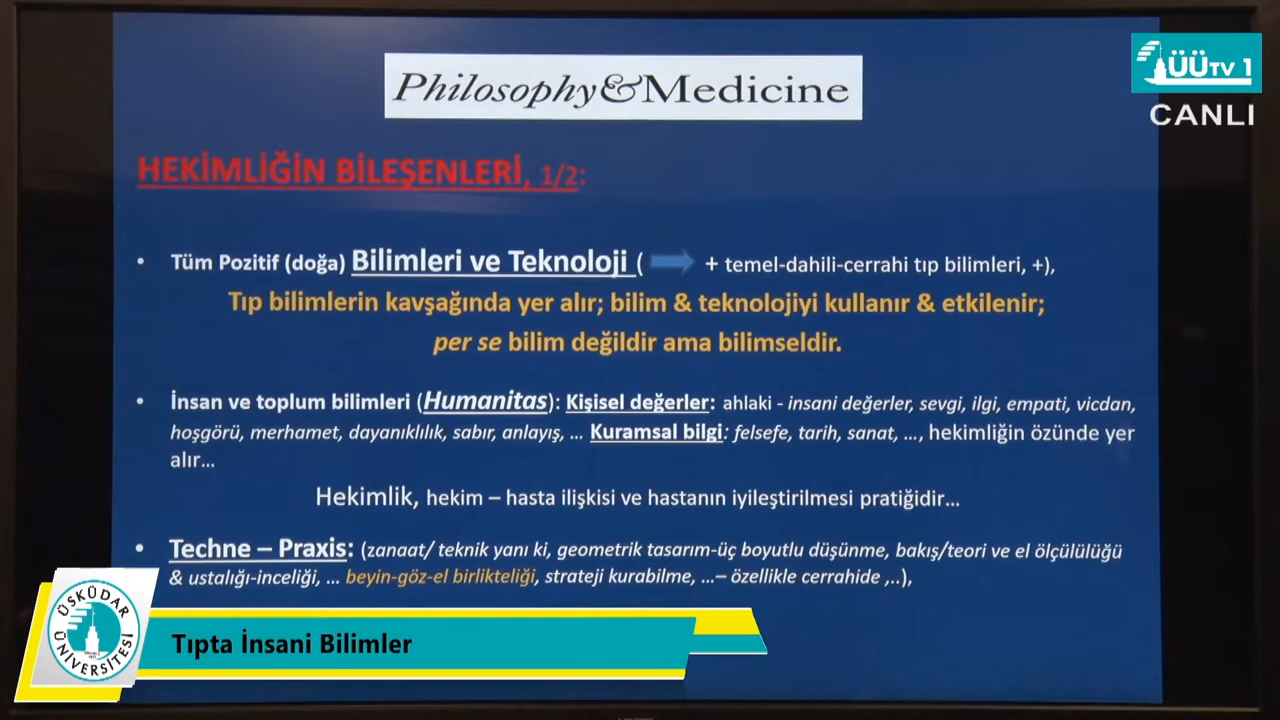 Philosophy&Medicine
ÜÜTV 1
CANLI
HEKİMLİĞİN BİLEŞENLERİ, 1/2:
• Tüm Pozitif (doğa) Bilimleri ve Teknoloji ( + temel-dahili-cerrahi tıp bilimleri, +),
Tıp bilimlerin kavşağında yer alır; bilim & teknolojiyi kullanır & etkilenir;
per se bilim değildir ama bilimseldir.
• İnsan ve toplum bilimleri (Humanitas): Kişisel değerler: ahlaki - insani değerler, sevgi, ilgi, empati, vicdan,
hoşgörü, merhamet, dayanıklılık, sabır, anlayış, ... Kuramsal bilgi: felsefe, tarih, sanat, ..., hekimliğin özünde yer
alır...
Hekimlik, hekim – hasta ilişkisi ve hastanın iyileştirilmesi pratiğidir...
• Techne – Praxis: (zanaat/ teknik yanı ki, geometrik tasarım-üç boyutlu düşünme, bakış/teori ve el ölçülülüğü
& ustalığı-inceliği, ... beyin-göz-el birlikteliği, strateji kurabilme, ...– özellikle cerrahide ,..),
ÜSKÜDAR ÜNİVERSİTESİ
Tıpta İnsani Bilimler